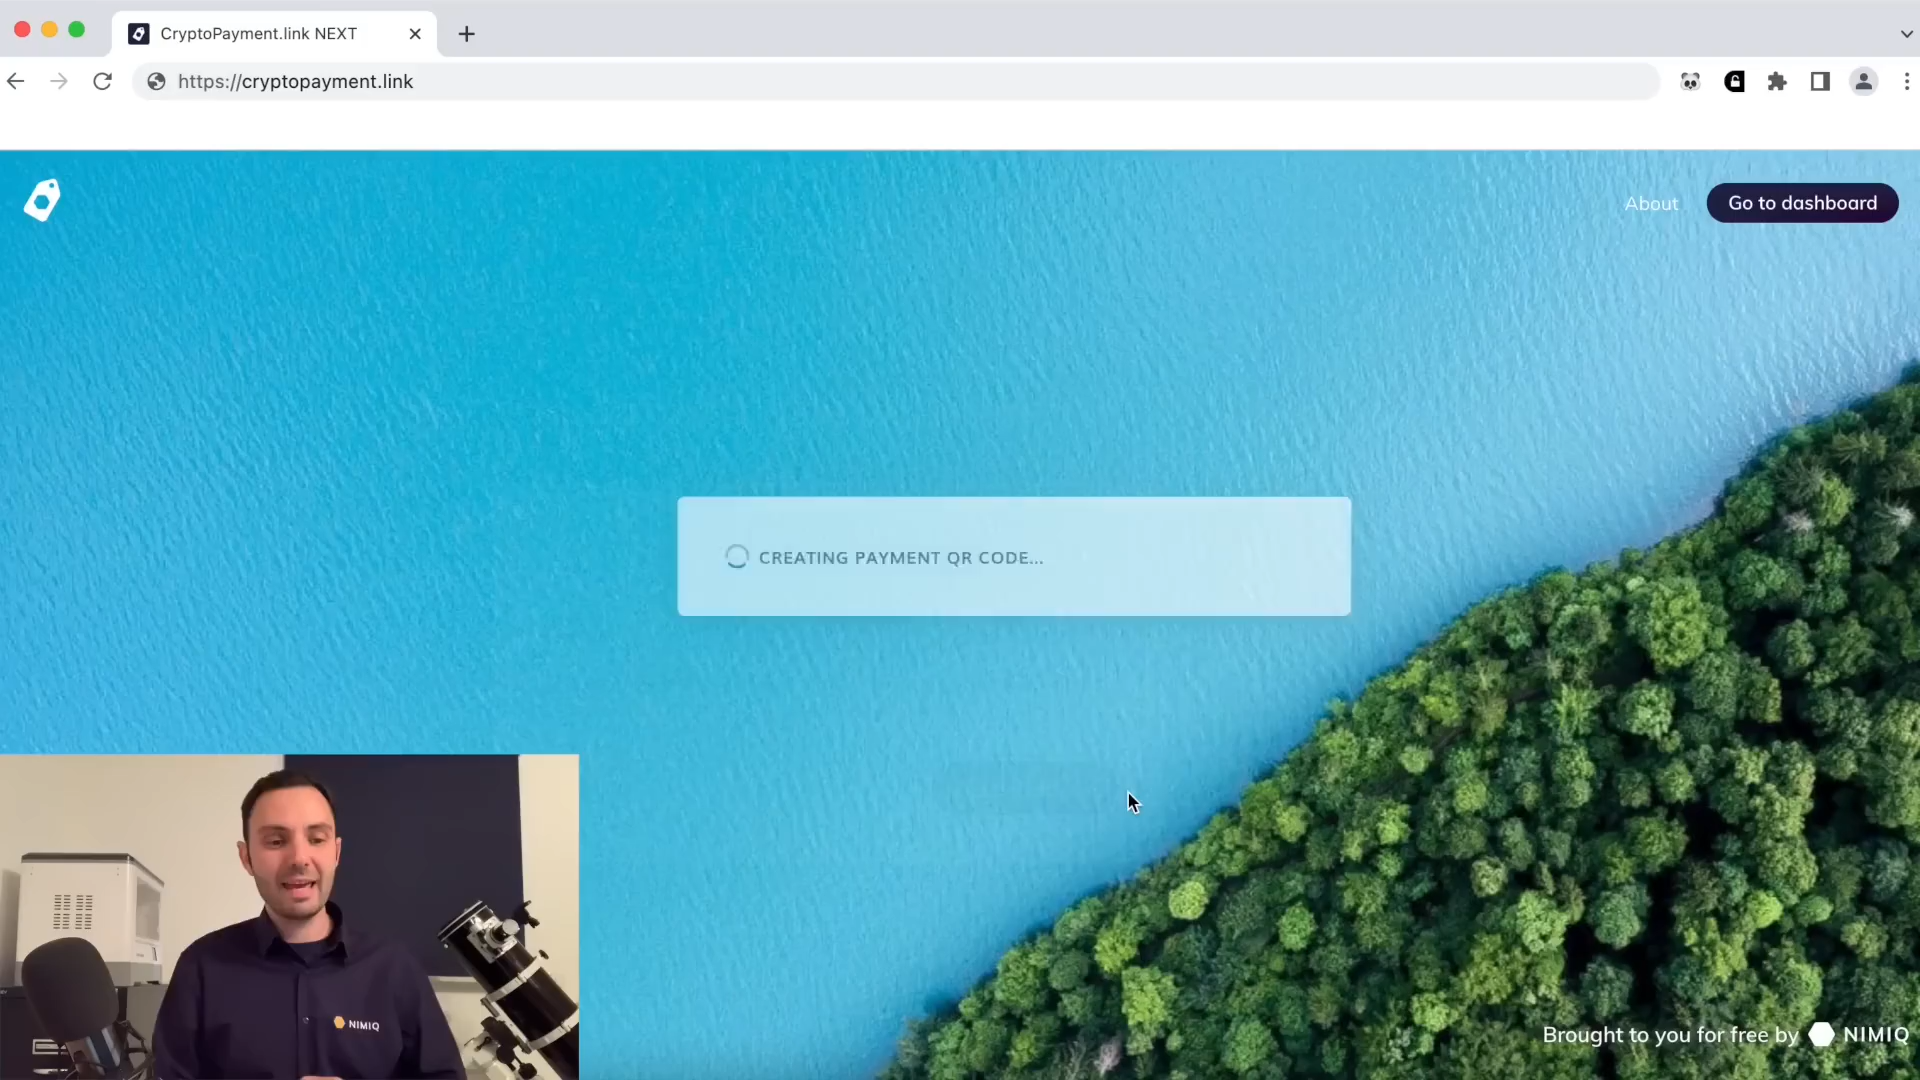 CryptoPayment.link NEXT
https://cryptopayment.link
About
Go to dashboard
CREATING PAYMENT QR CODE...
NIMIQ
Brought to you for free by NIMIQ